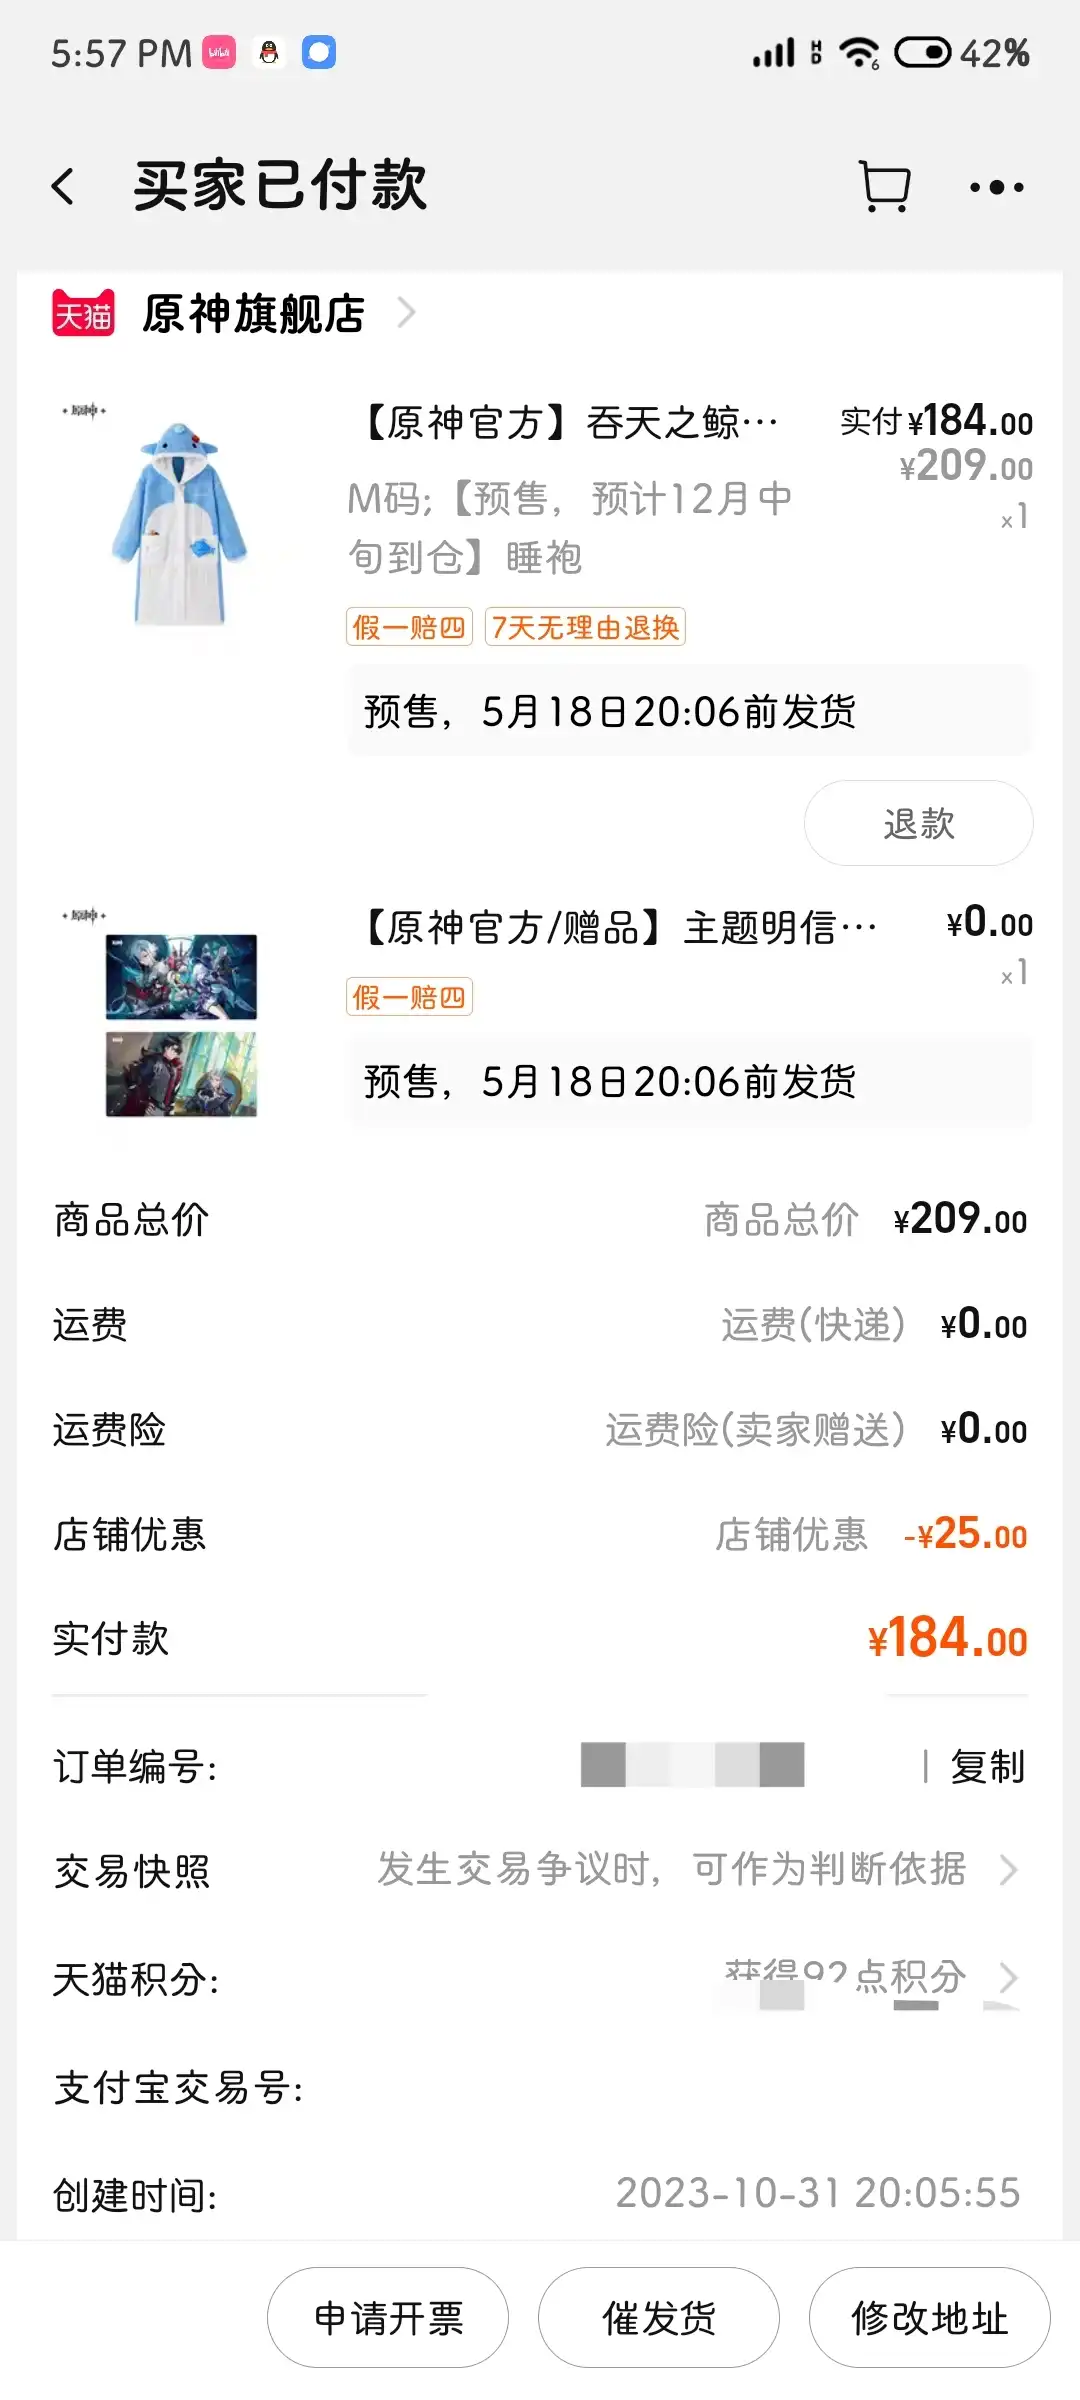 5:57 PM
42%
买家已付款
天猫 原神旗舰店
原神
【原神官方】吞天之鲸… 实付 ¥184.00
¥209.00
M码;【预售，预计12月中
x1
旬到仓】睡袍
假一赔四 7天无理由退换
预售，5月18日20:06前发货
退款
原神
【原神官方/赠品】主题明信… ¥0.00
x1
假一赔四
预售，5月18日20:06前发货
商品总价 商品总价 ¥209.00
运费 运费(快递) ¥0.00
运费险 运费险(卖家赠送) ¥0.00
店铺优惠 店铺优惠 -¥25.00
实付款 ¥184.00
订单编号: | 复制
交易快照 发生交易争议时，可作为判断依据
天猫积分: 获得92点积分
支付宝交易号:
创建时间: 2023-10-31 20:05:55
申请开票 催发货 修改地址